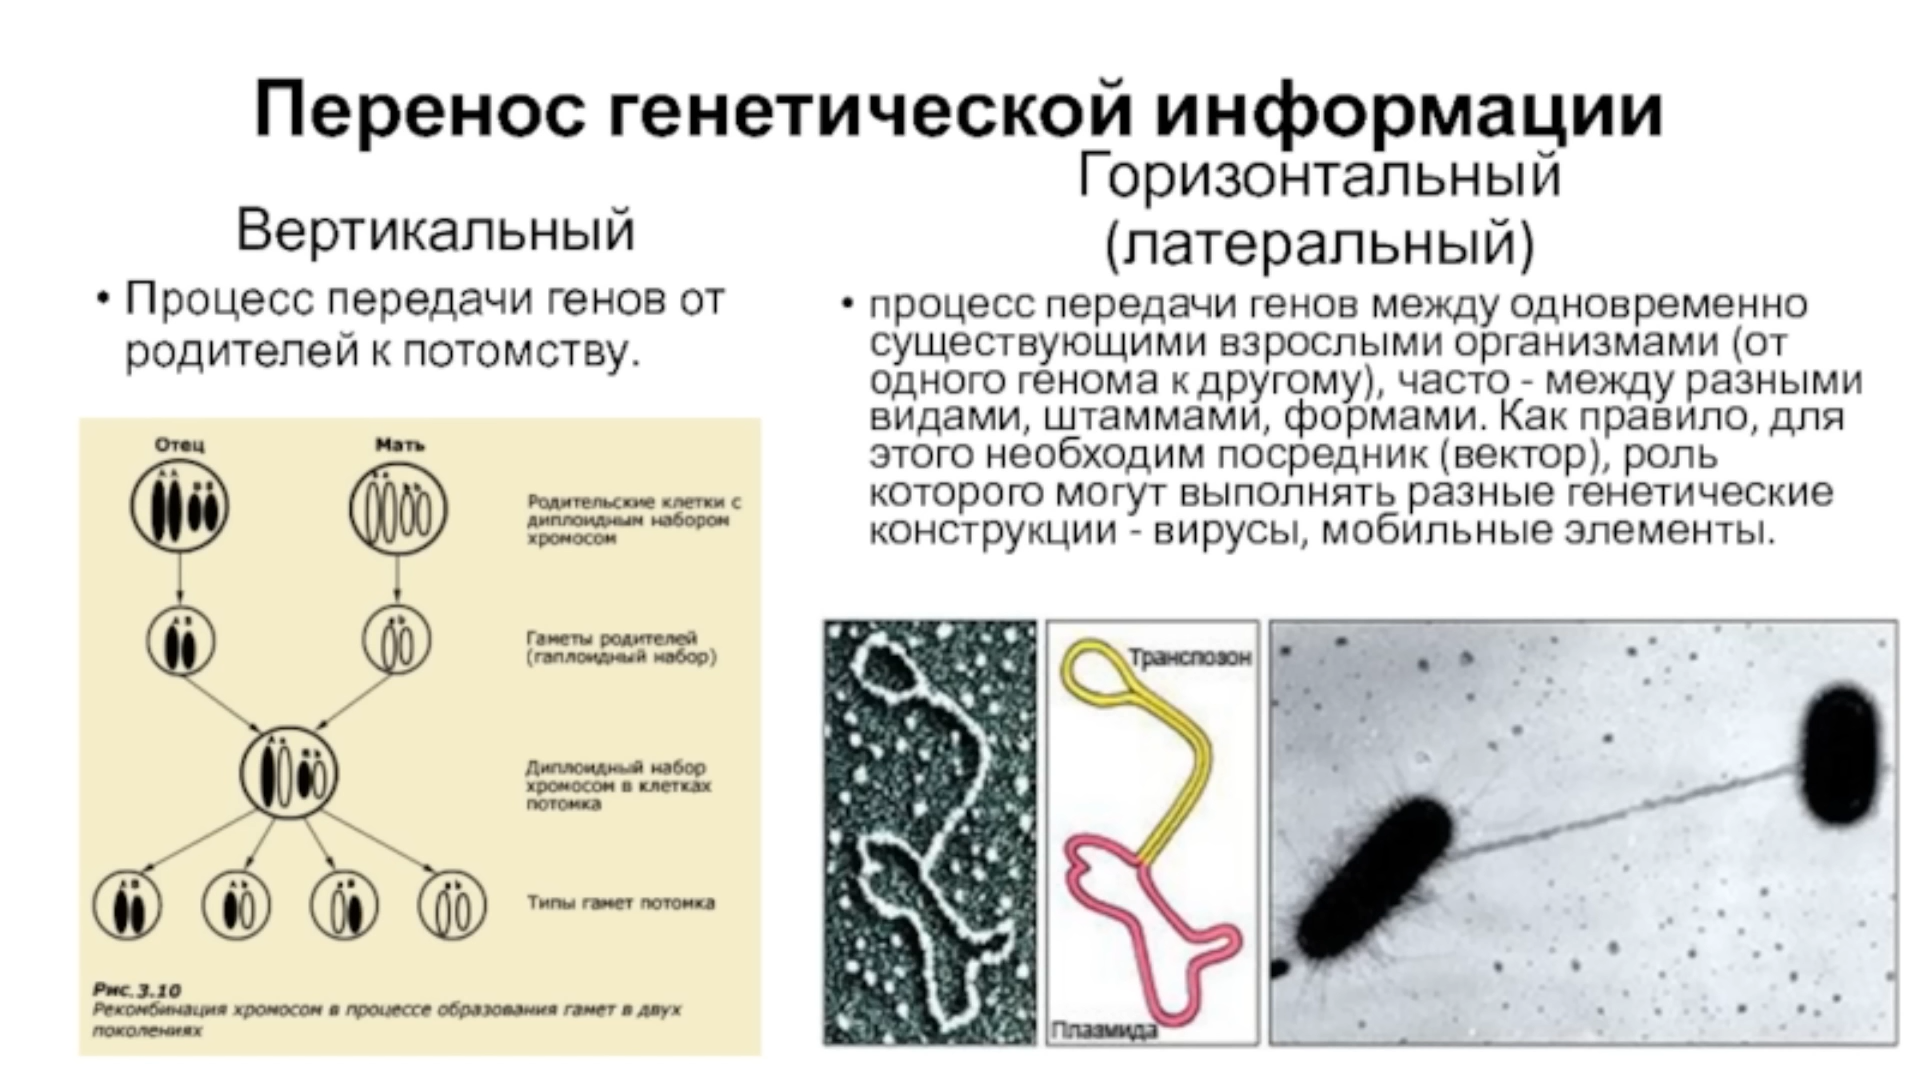 Перенос генетической информации
Вертикальный
• Процесс передачи генов от
родителей к потомству.
Отец Мать
A A B B a a b b
Родительские клетки с
диплоидным набором
хромосом
A B a b
Гаметы родителей
(гаплоидный набор)
A a B b
Диплоидный набор
хромосом в клетках
потомка
A B A b a B a b
Типы гамет потомка
Рис.3.10
Рекомбинация хромосом в процессе образования гамет в двух
поколениях
Горизонтальный
(латеральный)
• процесс передачи генов между одновременно
существующими взрослыми организмами (от
одного генома к другому), часто - между разными
видами, штаммами, формами. Как правило, для
этого необходим посредник (вектор), роль
которого могут выполнять разные генетические
конструкции - вирусы, мобильные элементы.
Транспозон
Плазмида